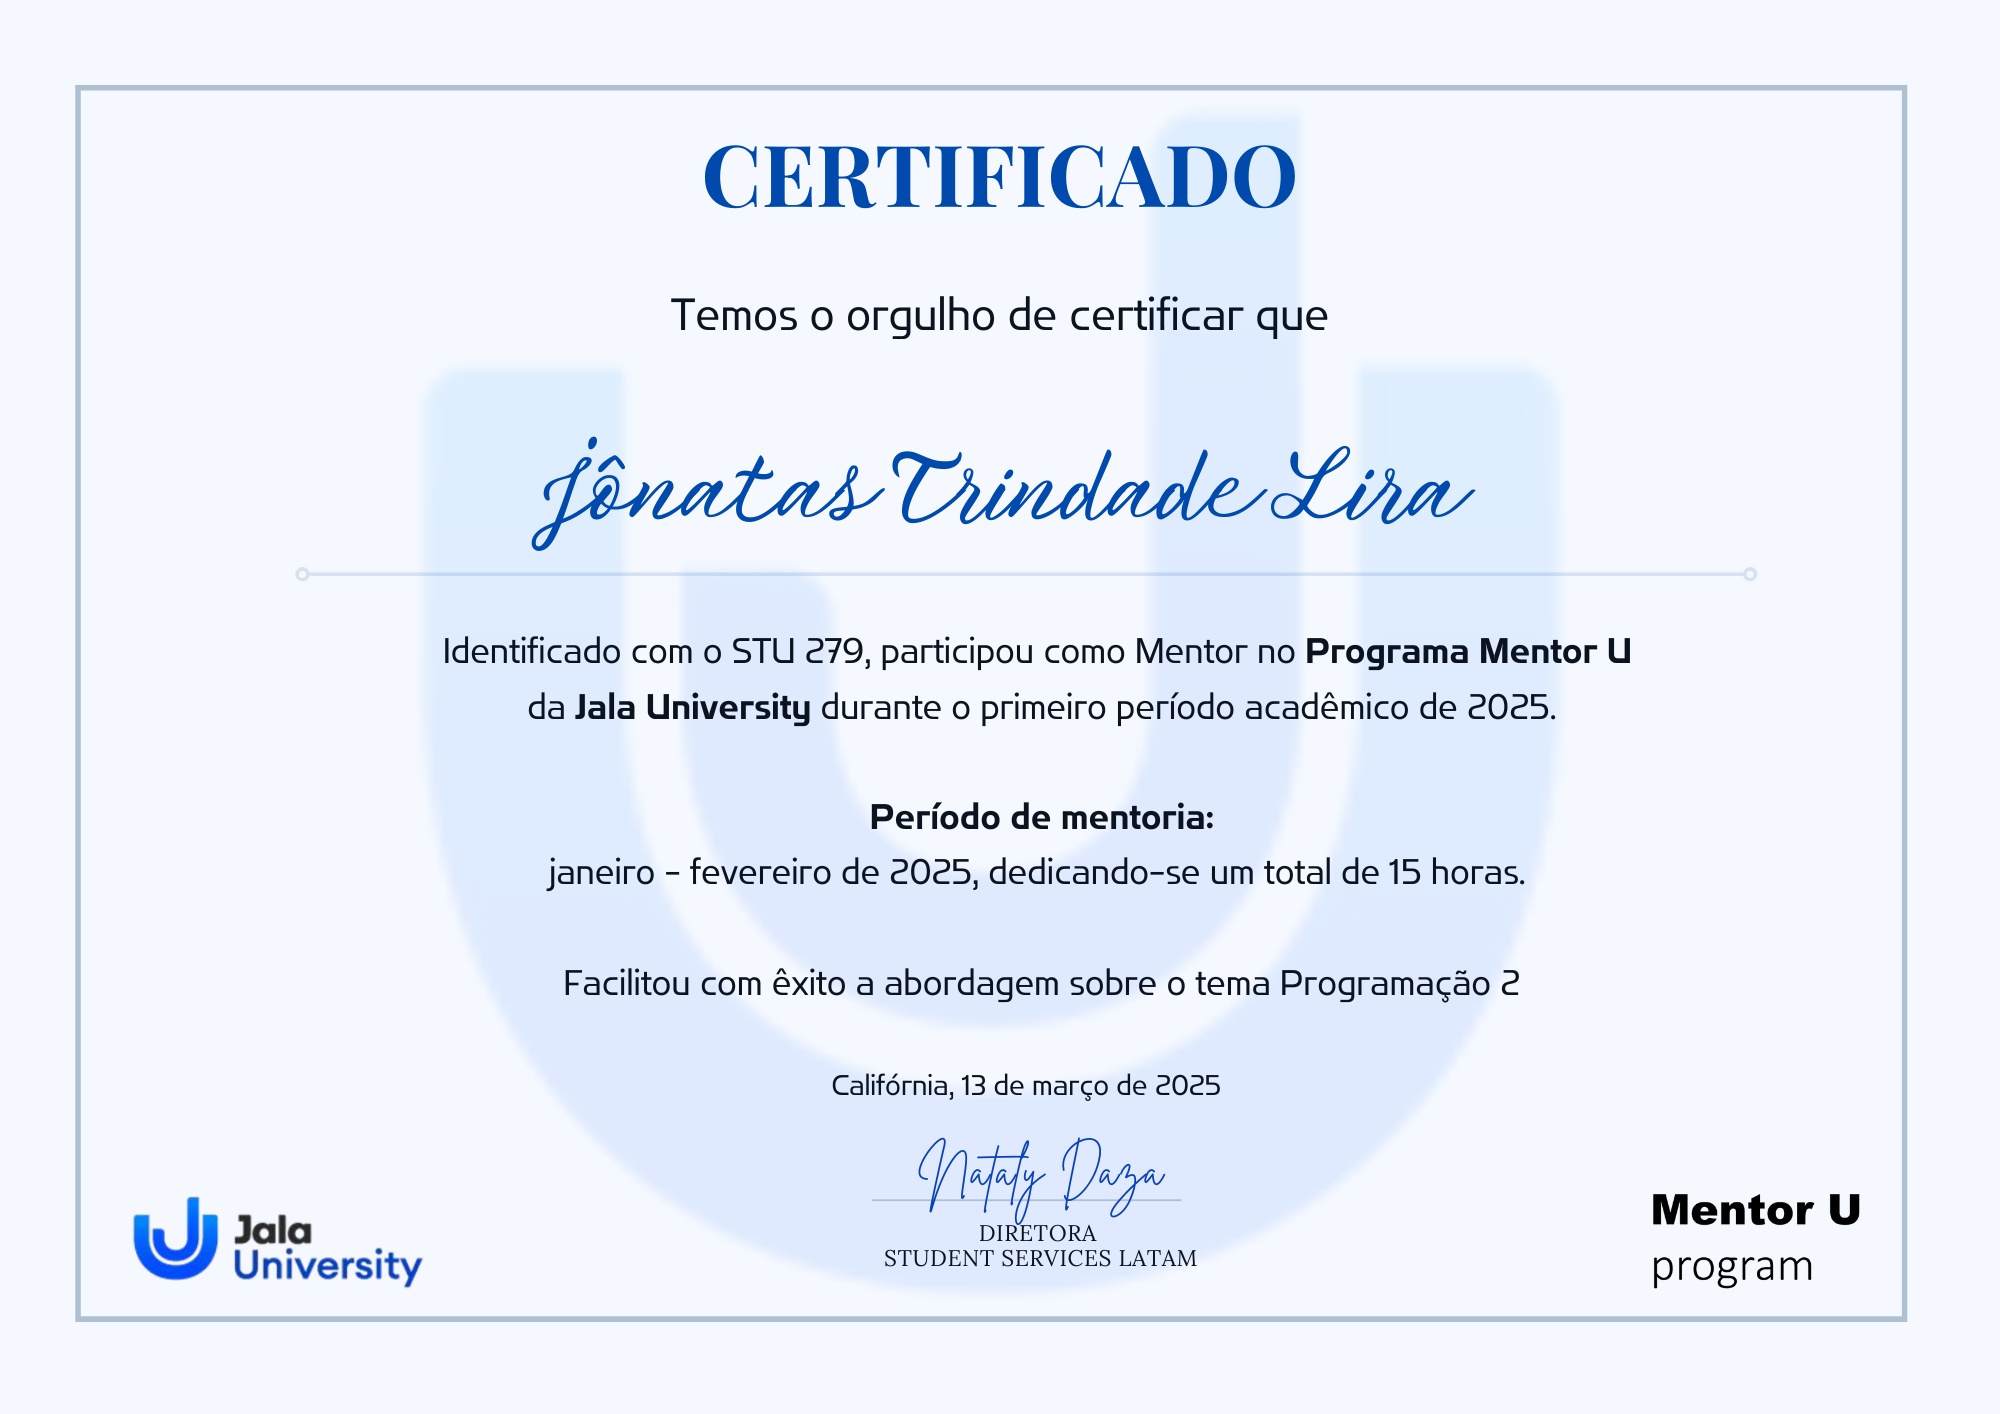 CERTIFICADO
Temos o orgulho de certificar que
Jônatas Trindade Lira
Identificado com o STU 279, participou como Mentor no Programa Mentor U
da Jala University durante o primeiro período acadêmico de 2025.
Período de mentoria:
janeiro - fevereiro de 2025, dedicando-se um total de 15 horas.
Facilitou com êxito a abordagem sobre o tema Programação 2
Califórnia, 13 de março de 2025
Nataly Daza
DIRETORA
STUDENT SERVICES LATAM
Jala
University
Mentor U
program